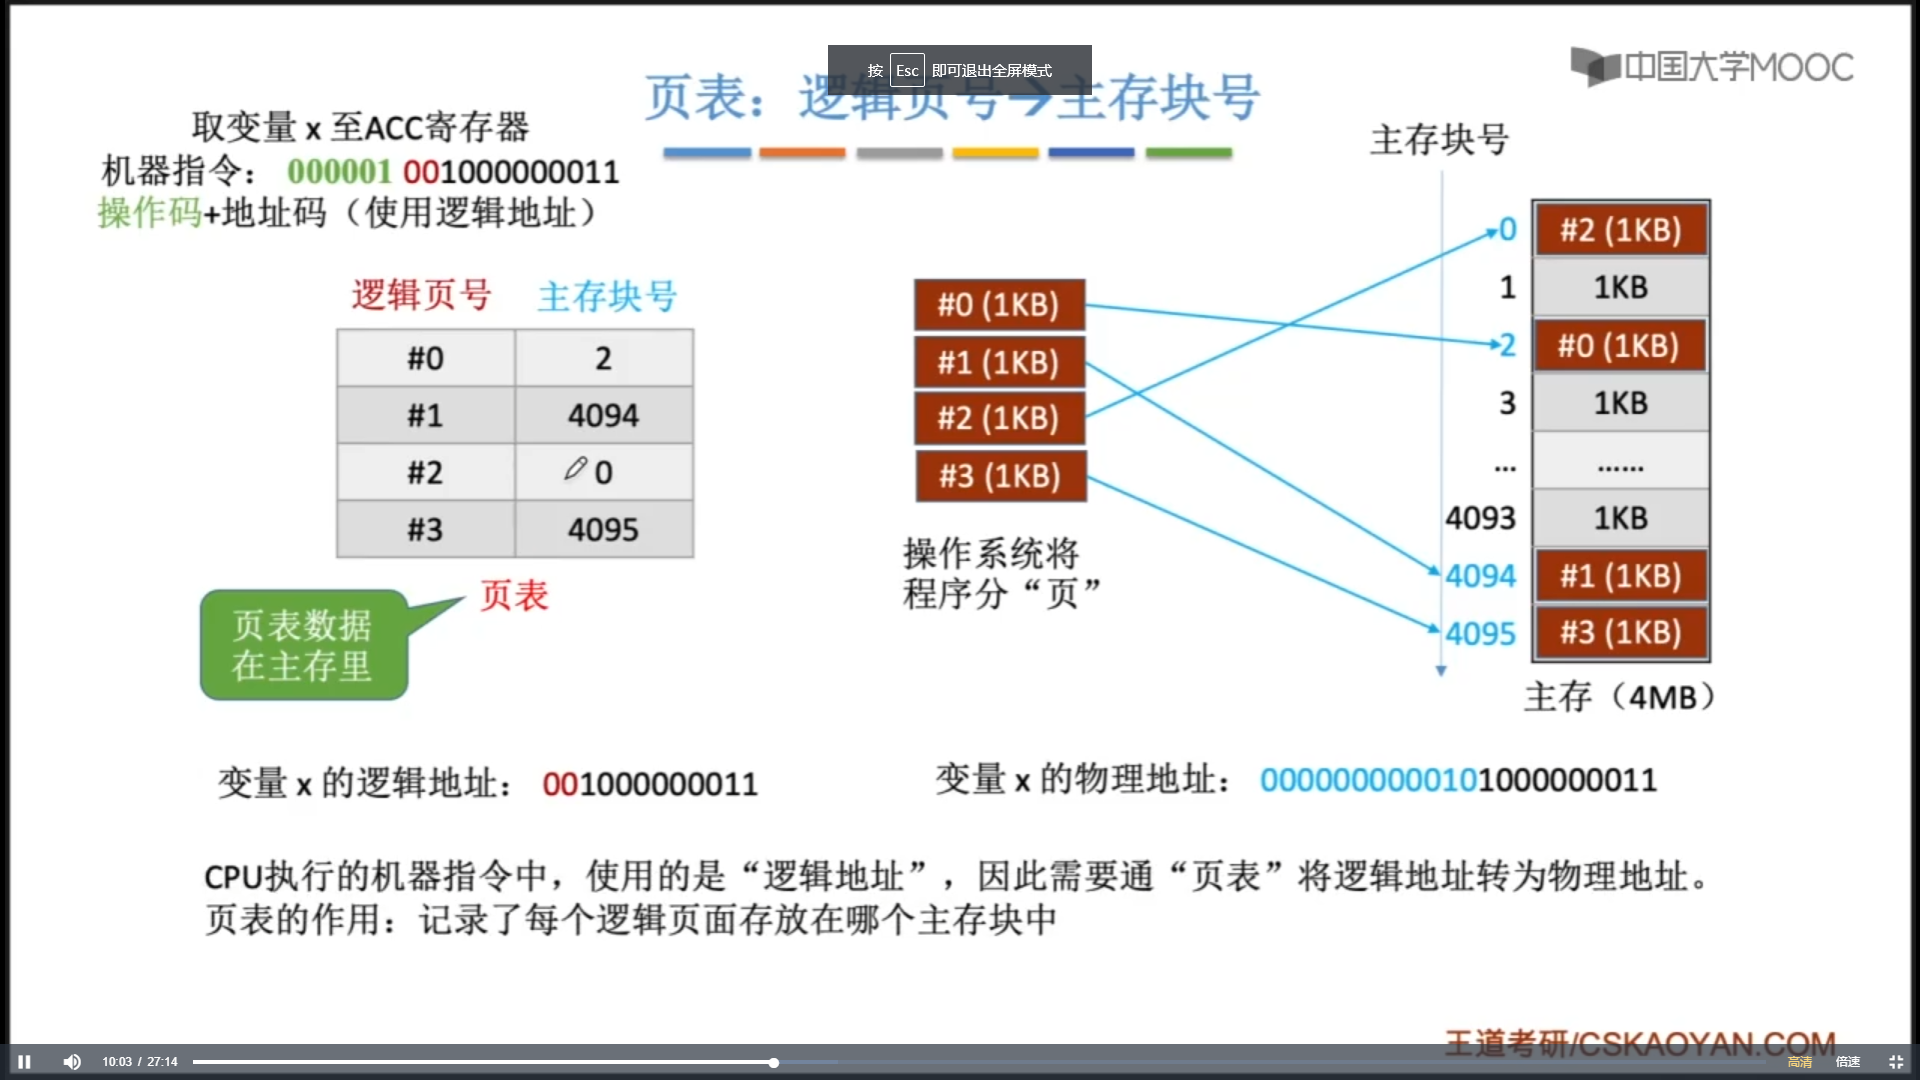 按 Esc 即可退出全屏模式
中国大学MOOC
页表：逻辑页号→主存块号
取变量 x 至ACC寄存器
机器指令： 000001 001000000011
操作码+地址码（使用逻辑地址）
逻辑页号 主存块号
#0 2
#1 4094
#2 0
#3 4095
页表
页表数据
在主存里
#0 (1KB)
#1 (1KB)
#2 (1KB)
#3 (1KB)
操作系统将
程序分“页”
主存块号
0 #2 (1KB)
1 1KB
2 #0 (1KB)
3 1KB
... ......
4093 1KB
4094 #1 (1KB)
4095 #3 (1KB)
主存（4MB）
变量 x 的逻辑地址： 001000000011
变量 x 的物理地址： 0000000000101000000011
CPU执行的机器指令中，使用的是“逻辑地址”，因此需要通“页表”将逻辑地址转为物理地址。
页表的作用：记录了每个逻辑页面存放在哪个主存块中
王道考研/CSKAOYAN.COM
10:03 / 27:14
高清 倍速